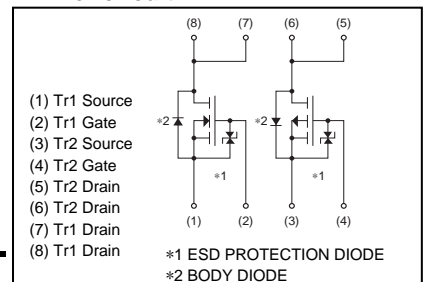 (8) (7) (6) (5)
(1) Tr1 Source
(2) Tr1 Gate
(3) Tr2 Source
(4) Tr2 Gate
(5) Tr2 Drain
(6) Tr2 Drain
(7) Tr1 Drain
(8) Tr1 Drain
∗2 ∗2
∗1 ∗1
(1) (2) (3) (4)
∗1 ESD PROTECTION DIODE
∗2 BODY DIODE